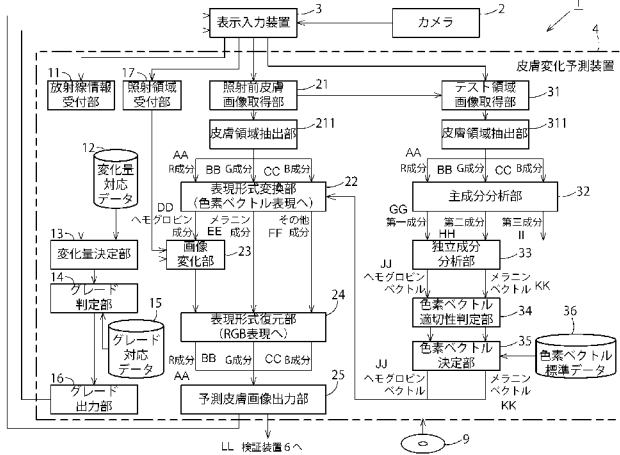 3
表示入力装置
2
カメラ
1
4
皮膚変化予測装置
11
放射線情報
受付部
17
照射領域
受付部
照射前皮膚
画像取得部
21
テスト領域
画像取得部
31
皮膚領域抽出部
211
皮膚領域抽出部
311
12
変化量
対応
データ
AA
R成分
BB
G成分
CC
B成分
AA
R成分
BB
G成分
CC
B成分
表現形式変換部
(色素ベクトル表現へ)
22
主成分分析部
32
DD
ヘモグロビン
成分
メラニン
EE 成分
その他
FF 成分
GG
第一成分
第二成分
HH
第三成分
II
13
変化量決定部
画像
変化部
23
独立成分
分析部
33
14
グレード
判定部
JJ
ヘモグロビン
ベクトル
メラニン
ベクトル
KK
15
グレード
対応
データ
24
表現形式復元部
(RGB表現へ)
色素ベクトル
適切性判定部
34
36
色素ベクトル
標準データ
R成分
BB
G成分
CC
B成分
AA
色素ベクトル
決定部
35
JJ
ヘモグロビン
ベクトル
メラニン
ベクトル
KK
16
グレード
出力部
予測皮膚画像出力部
25
LL
検証装置6へ
9